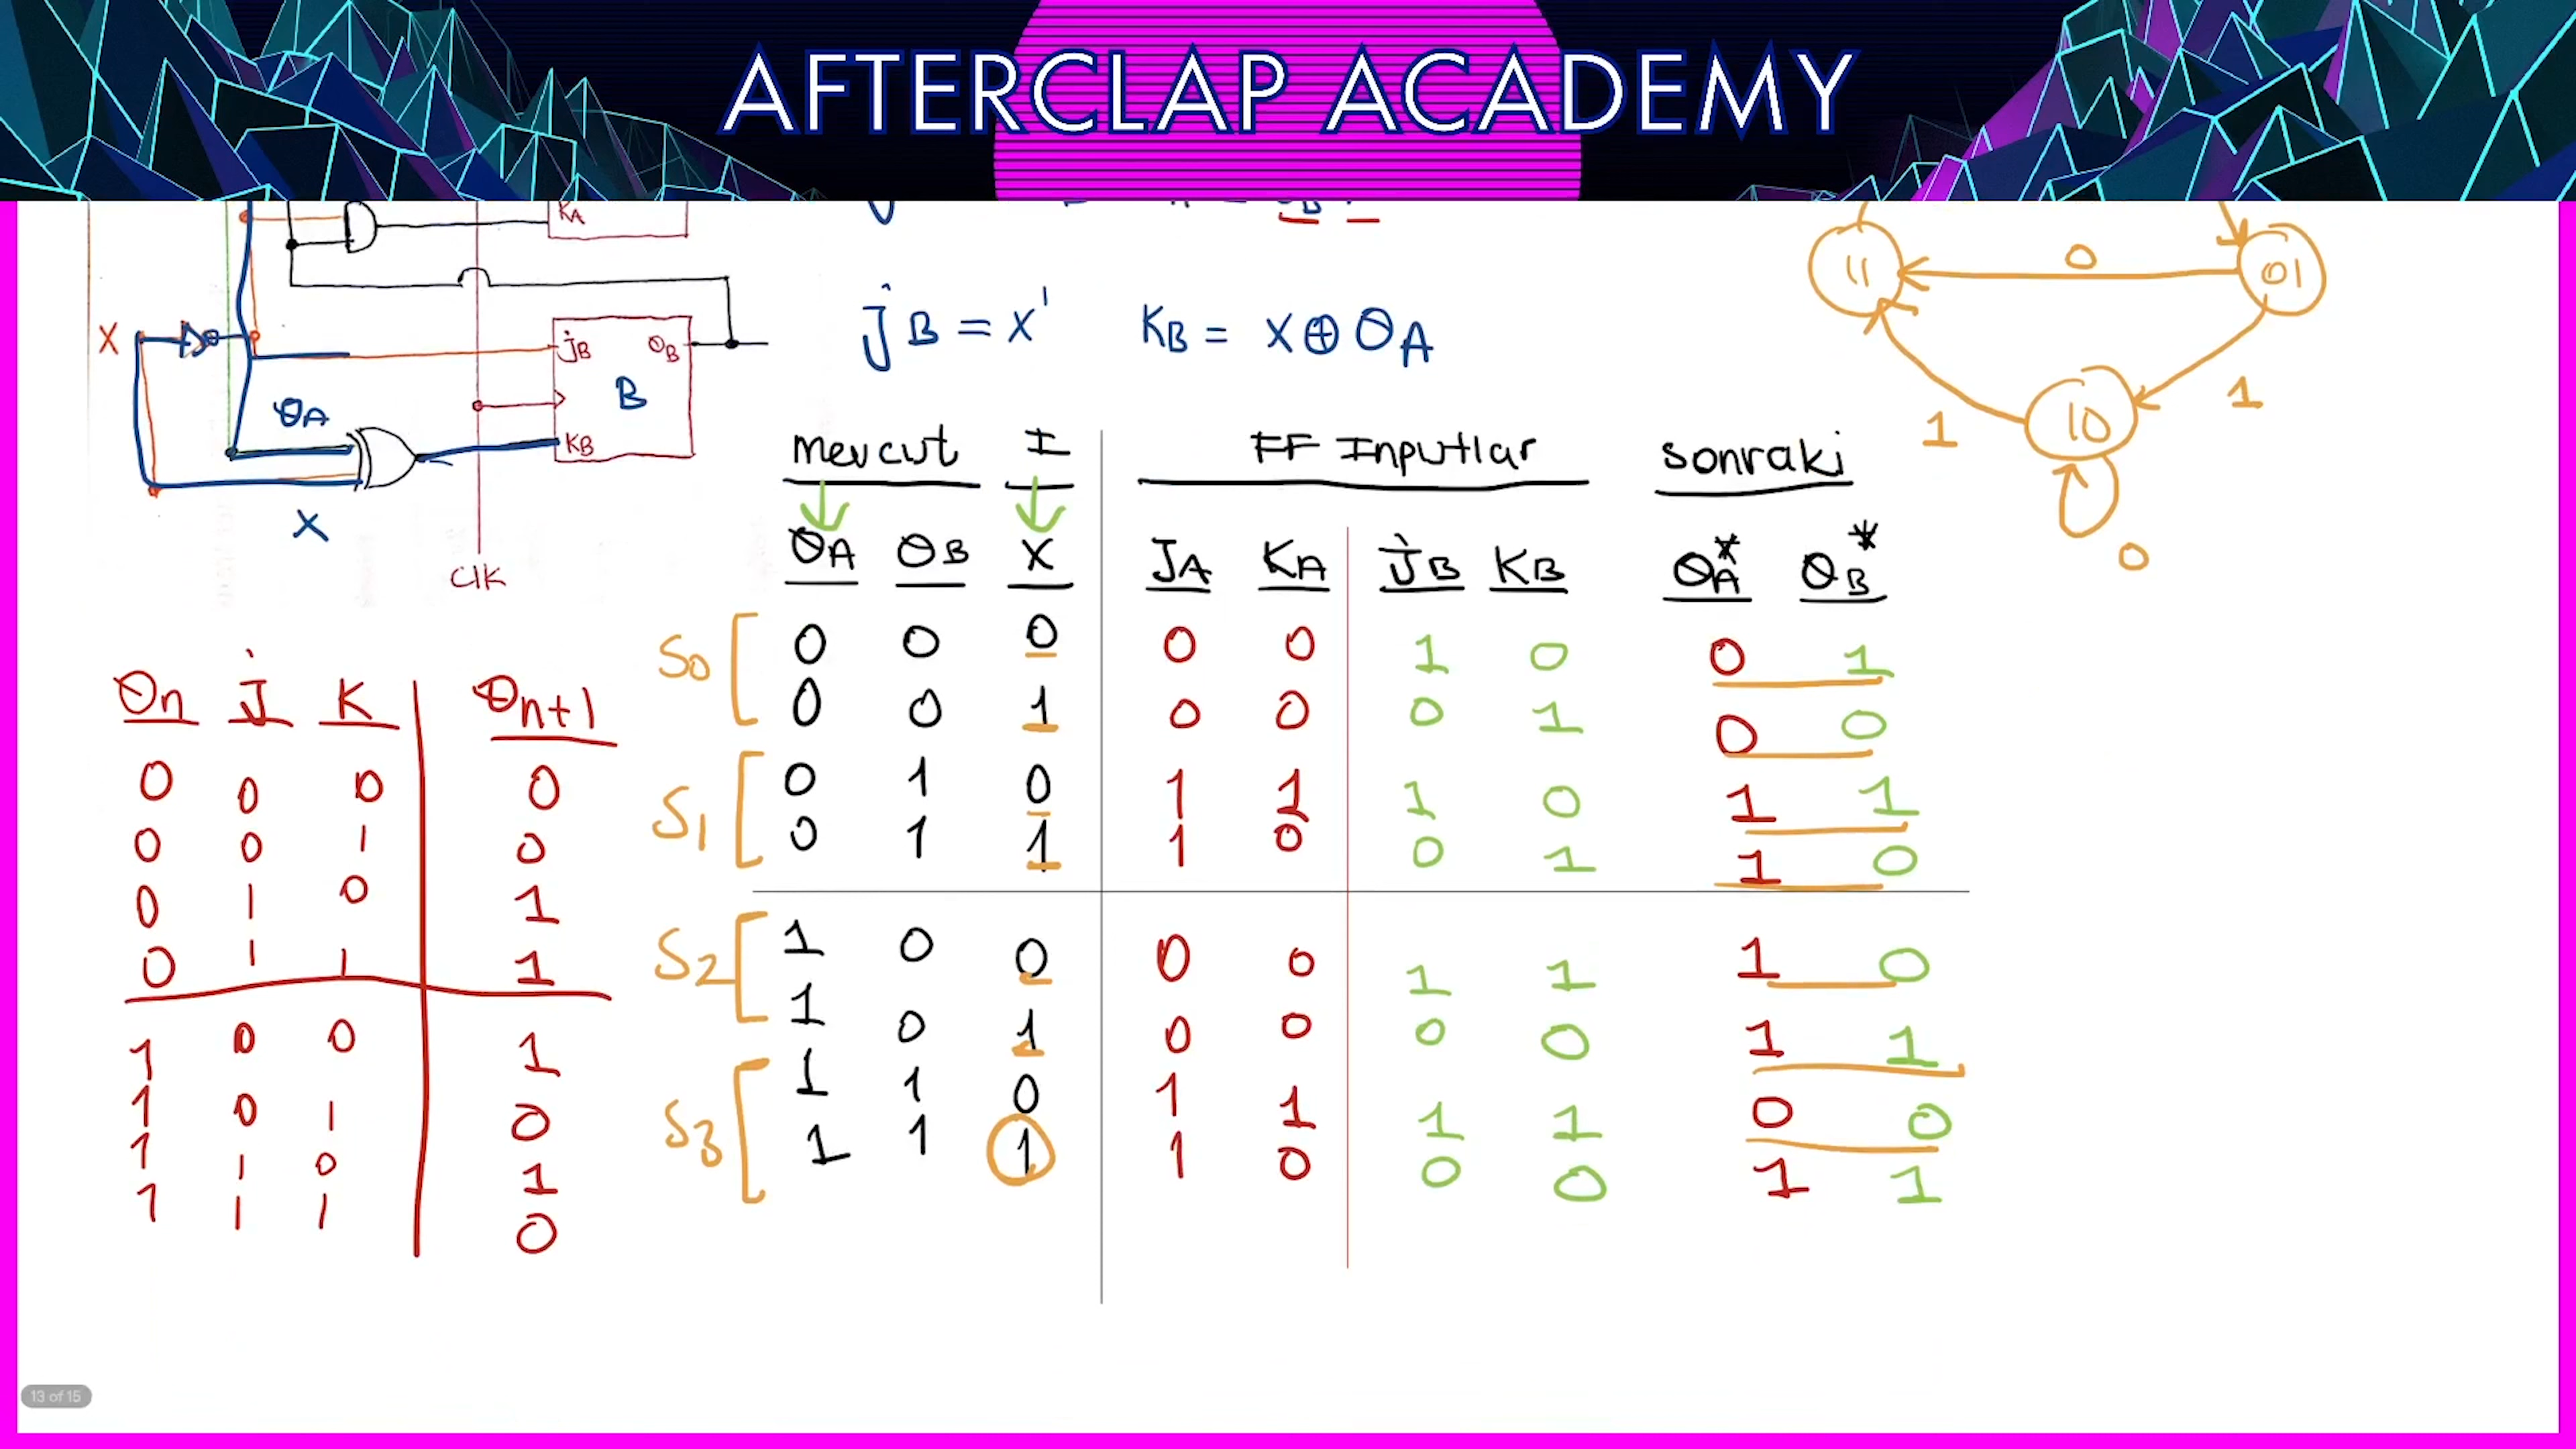 AFTERCLAP ACADEMY
KA
11
0
01
X
JB
QB
B
KB
QA
X
CLK
JB = X' KB = X ⊕ QA
1
10
1
0
mevcut I FF Inputlar sonraki
QA QB X JA KA JB KB QA* QB*
S0 0 0 0 0 0 1 0 0 1
0 0 1 0 0 0 1 0 0
S1 0 1 0 1 1 1 0 1 1
0 1 1 1 0 0 1 1 0
S2 1 0 0 0 0 1 1 1 0
1 0 1 0 0 0 0 1 1
S3 1 1 0 1 1 1 1 0 0
1 1 1 1 0 0 0 1 1
Qn J K Qn+1
0 0 0 0
0 0 1 0
0 1 0 1
0 1 1 1
1 0 0 1
1 0 1 0
1 1 0 1
1 1 1 0
13 of 15